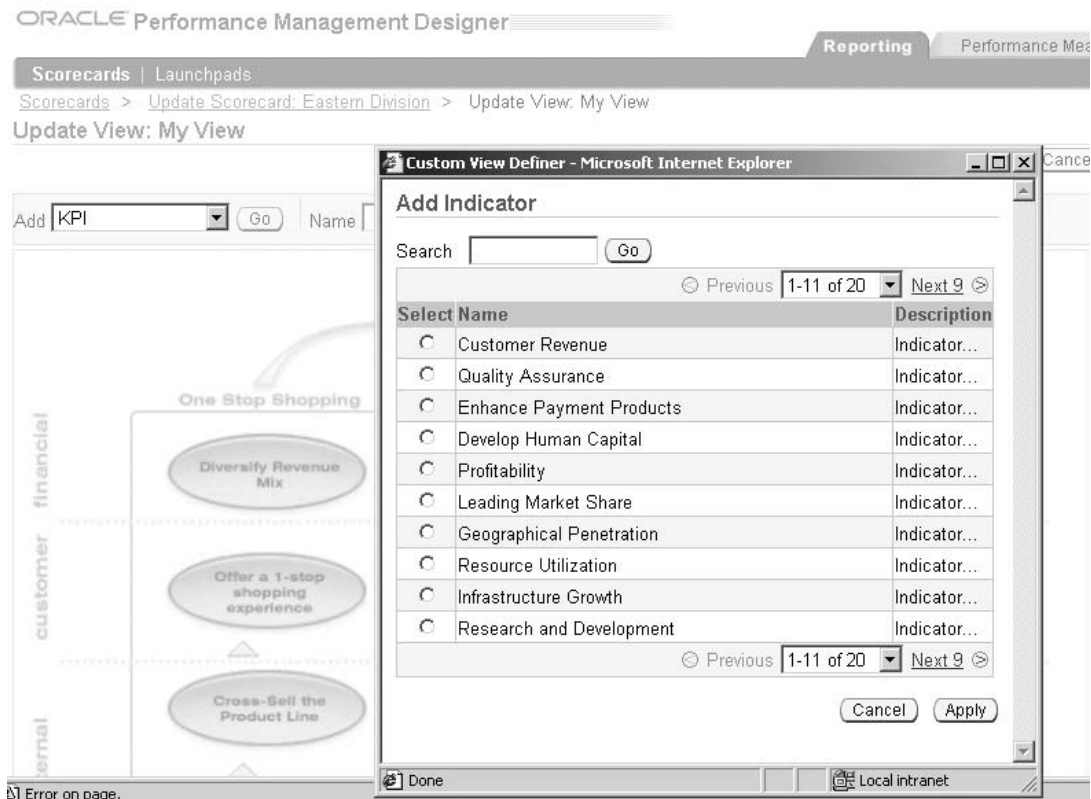 ORACLE Performance Management Designer
Reporting Performance Mea
Scorecards | Launchpads
Scorecards > Update Scorecard: Eastern Division > Update View: My View
Update View: My View
Cance
Add KPI Go Name
One Stop Shopping
financial
Diversify Revenue
Mix
customer
Offer a 1-stop
shopping
experience
ernal
Cross-Sell the
Product Line
Error on page.
Custom View Definer - Microsoft Internet Explorer
Add Indicator
Search Go
Previous 1-11 of 20 Next 9
Select Name Description
Customer Revenue Indicator...
Quality Assurance Indicator...
Enhance Payment Products Indicator...
Develop Human Capital Indicator...
Profitability Indicator...
Leading Market Share Indicator...
Geographical Penetration Indicator...
Resource Utilization Indicator...
Infrastructure Growth Indicator...
Research and Development Indicator...
Previous 1-11 of 20 Next 9
Cancel Apply
Done Local intranet